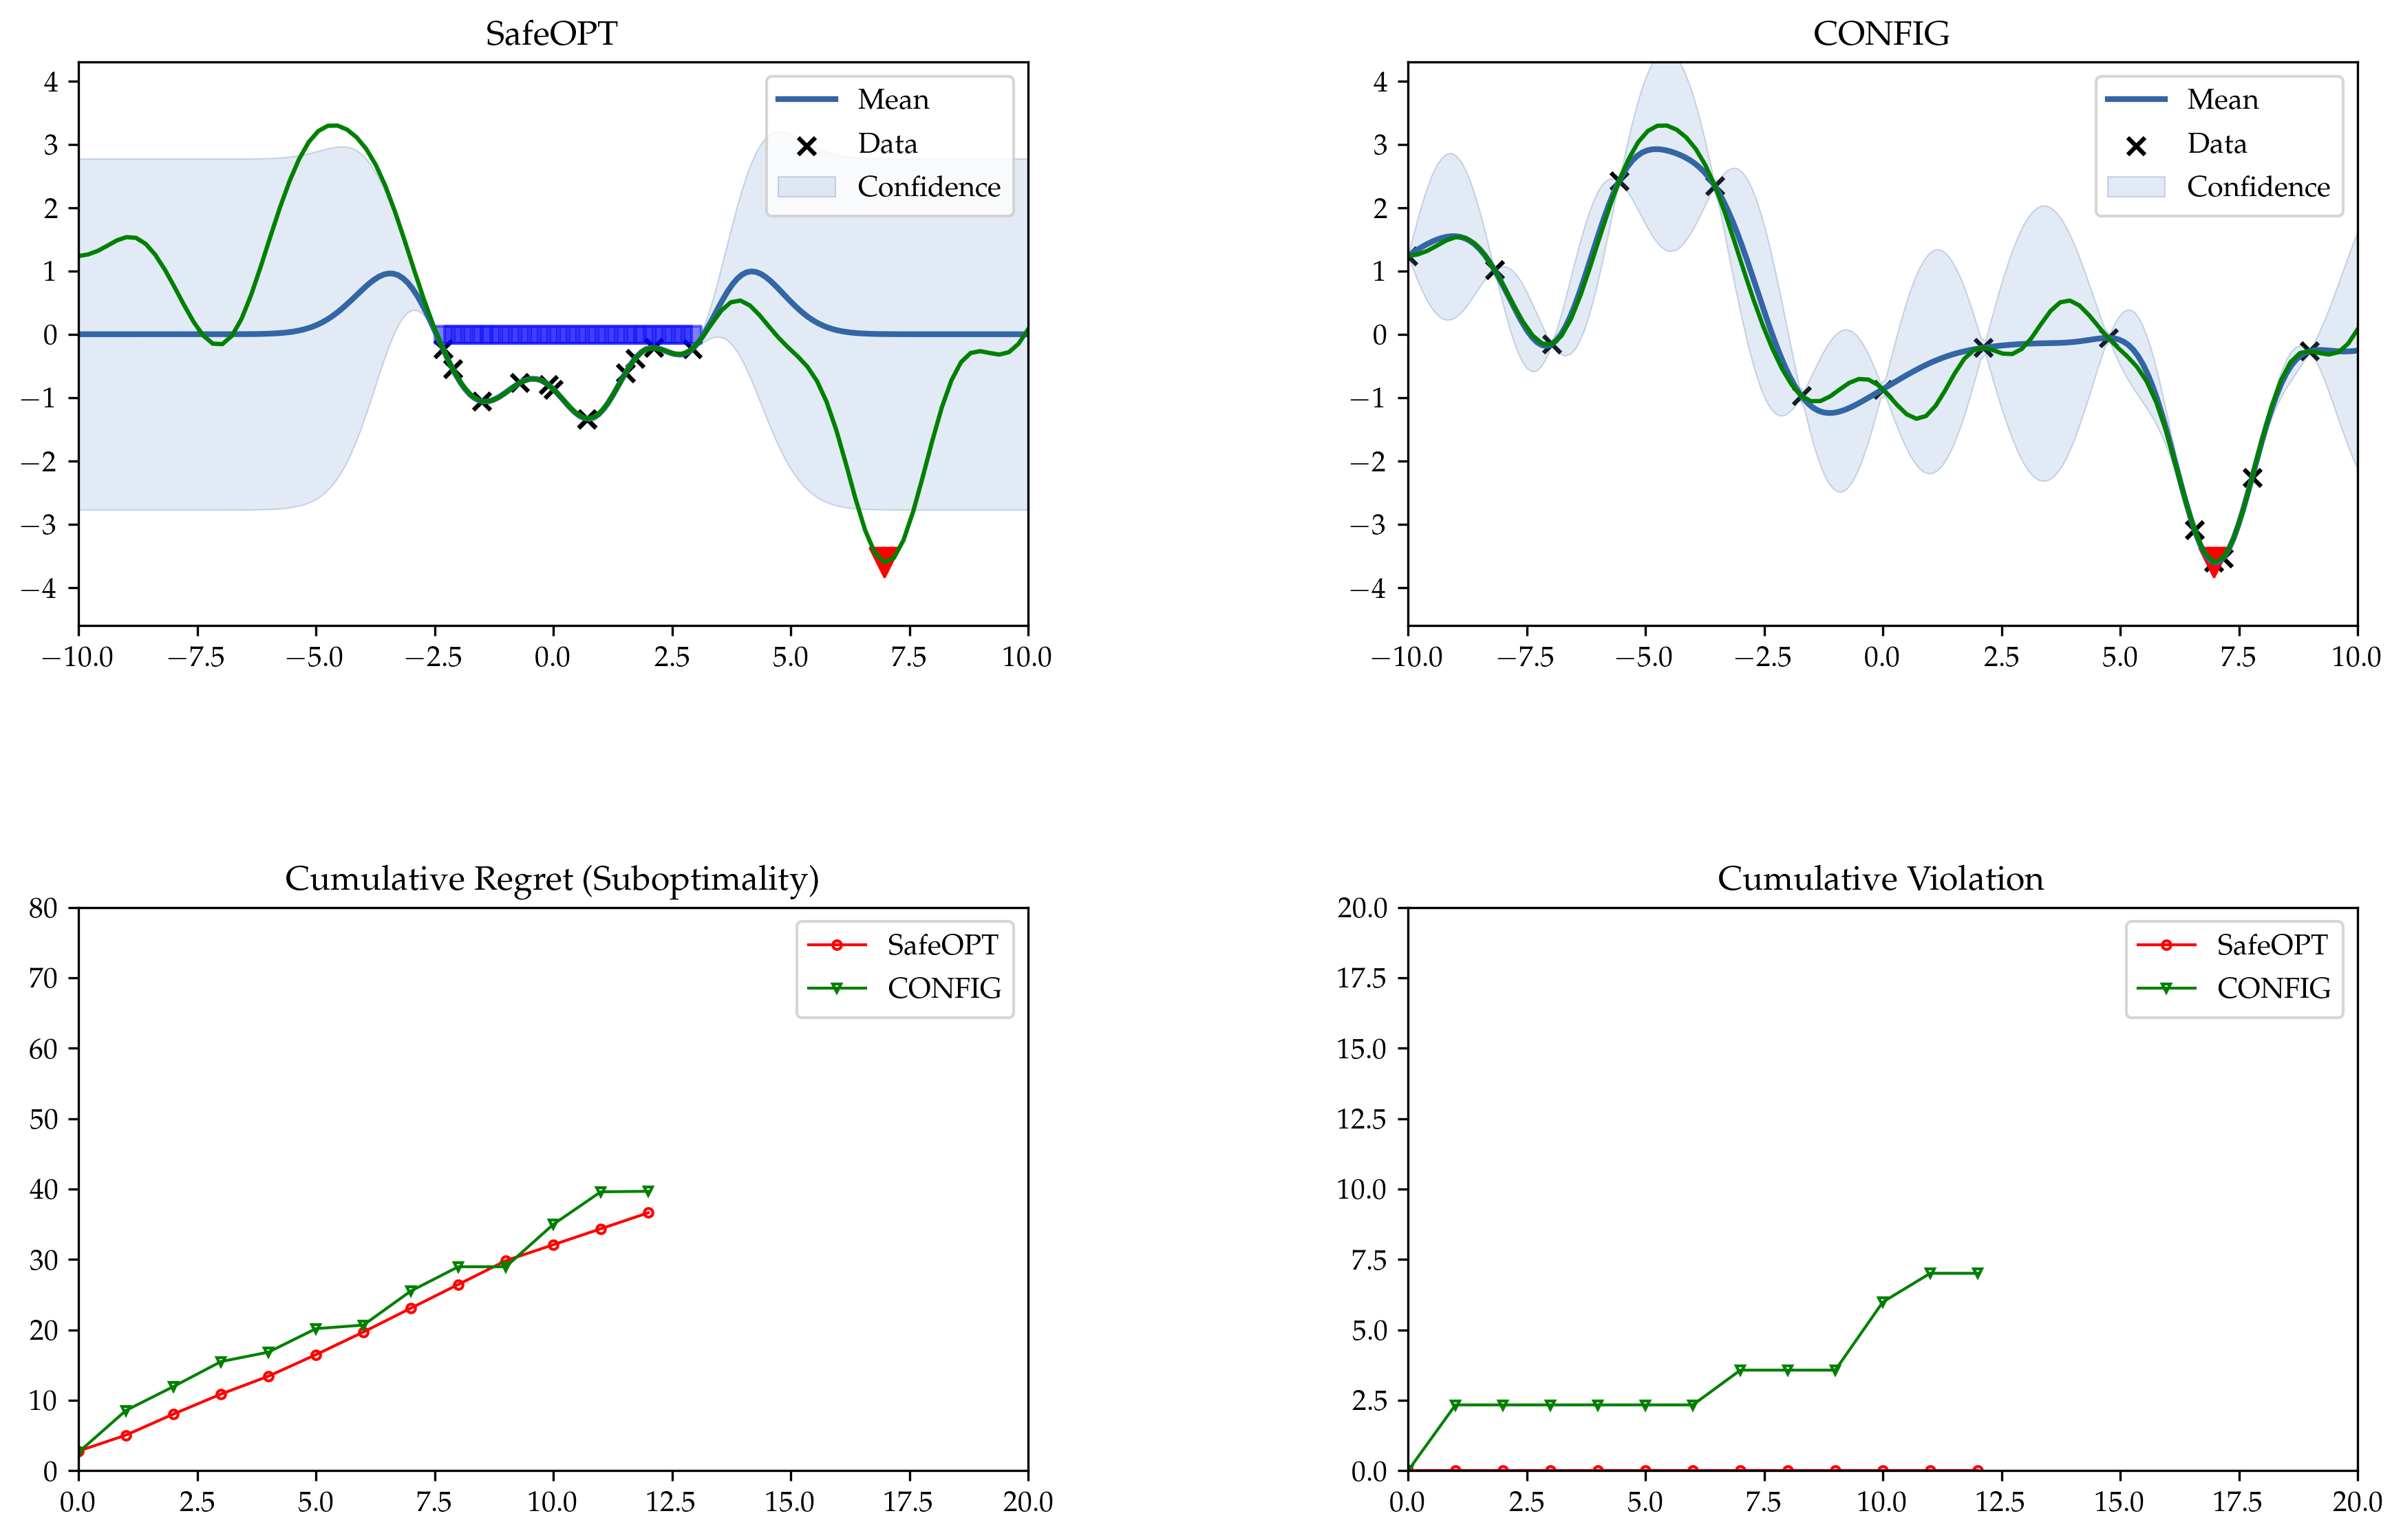 SafeOPT
4
3
2
1
0
−1
−2
−3
−4
−10.0 −7.5 −5.0 −2.5 0.0 2.5 5.0 7.5 10.0
Mean
Data
Confidence
CONFIG
4
3
2
1
0
−1
−2
−3
−4
−10.0 −7.5 −5.0 −2.5 0.0 2.5 5.0 7.5 10.0
Mean
Data
Confidence
Cumulative Regret (Suboptimality)
80
70
60
50
40
30
20
10
0
0.0 2.5 5.0 7.5 10.0 12.5 15.0 17.5 20.0
SafeOPT
CONFIG
Cumulative Violation
20.0
17.5
15.0
12.5
10.0
7.5
5.0
2.5
0.0
0.0 2.5 5.0 7.5 10.0 12.5 15.0 17.5 20.0
SafeOPT
CONFIG